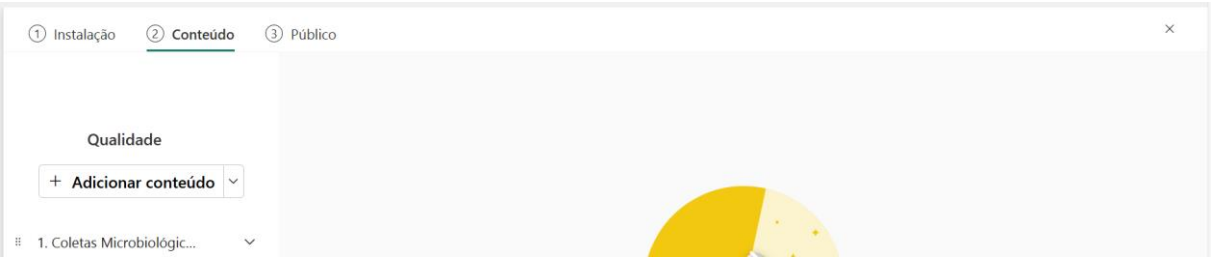 1 Instalação 2 Conteúdo 3 Público
Qualidade
+ Adicionar conteúdo
1. Coletas Microbiológic...